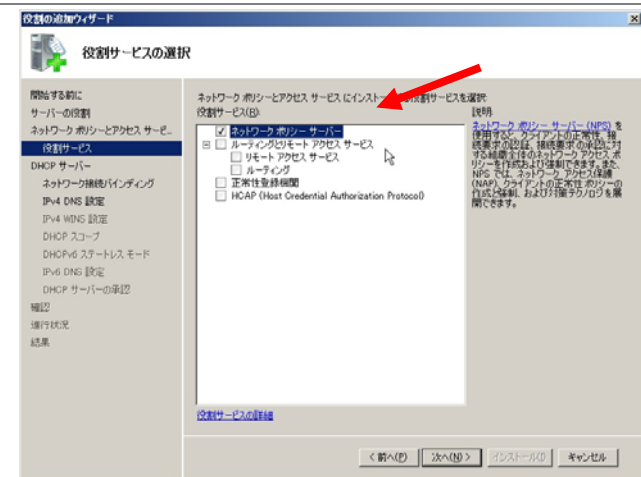 役割の追加ウィザード
役割サービスの選択
開始する前に
サーバーの役割
ネットワーク ポリシーとアクセス サービ...
役割サービス
DHCP サーバー
ネットワーク接続バインディング
IPv4 DNS 設定
IPv4 WINS 設定
DHCP スコープ
DHCPv6 ステートレス モード
IPv6 DNS 設定
DHCP サーバーの承認
確認
進行状況
結果
ネットワーク ポリシーとアクセス サービス にインストー 役割サービスを選択
役割サービス(R):
ネットワーク ポリシー サーバー
ルーティングとリモート アクセス サービス
リモート アクセス サービス
ルーティング
正常性登録機関
HCAP (Host Credential Authorization Protocol)
役割サービスの詳細
説明:
ネットワーク ポリシー サーバー (NPS) を
使用すると、クライアントの正常性、接
続要求の認証、接続要求の承認に対
する組織全体のネットワーク アクセス ポ
リシーを作成および強制できます。また、
NPS では、ネットワーク アクセス保護
(NAP)、クライアントの正常性ポリシーの
作成と強制、および対策テクノロジを展
開できます。
< 前へ(P)
次へ(N) >
インストール(I)
キャンセル